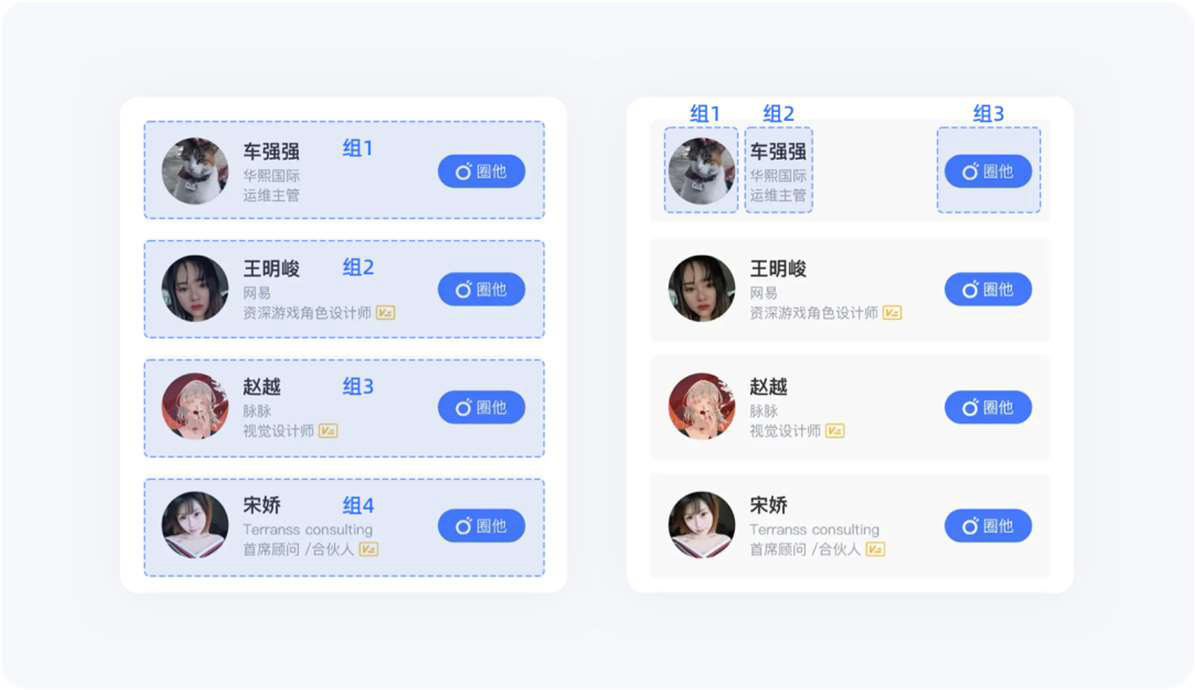 车强强
组1
华熙国际
运维主管
圈他
王明峻
组2
网易
资深游戏角色设计师
圈他
赵越
组3
脉脉
视觉设计师
圈他
宋娇
组4
Terranss consulting
首席顾问 /合伙人
圈他
组1
组2
组3
车强强
华熙国际
运维主管
圈他
王明峻
网易
资深游戏角色设计师
圈他
赵越
脉脉
视觉设计师
圈他
宋娇
Terranss consulting
首席顾问 /合伙人
圈他